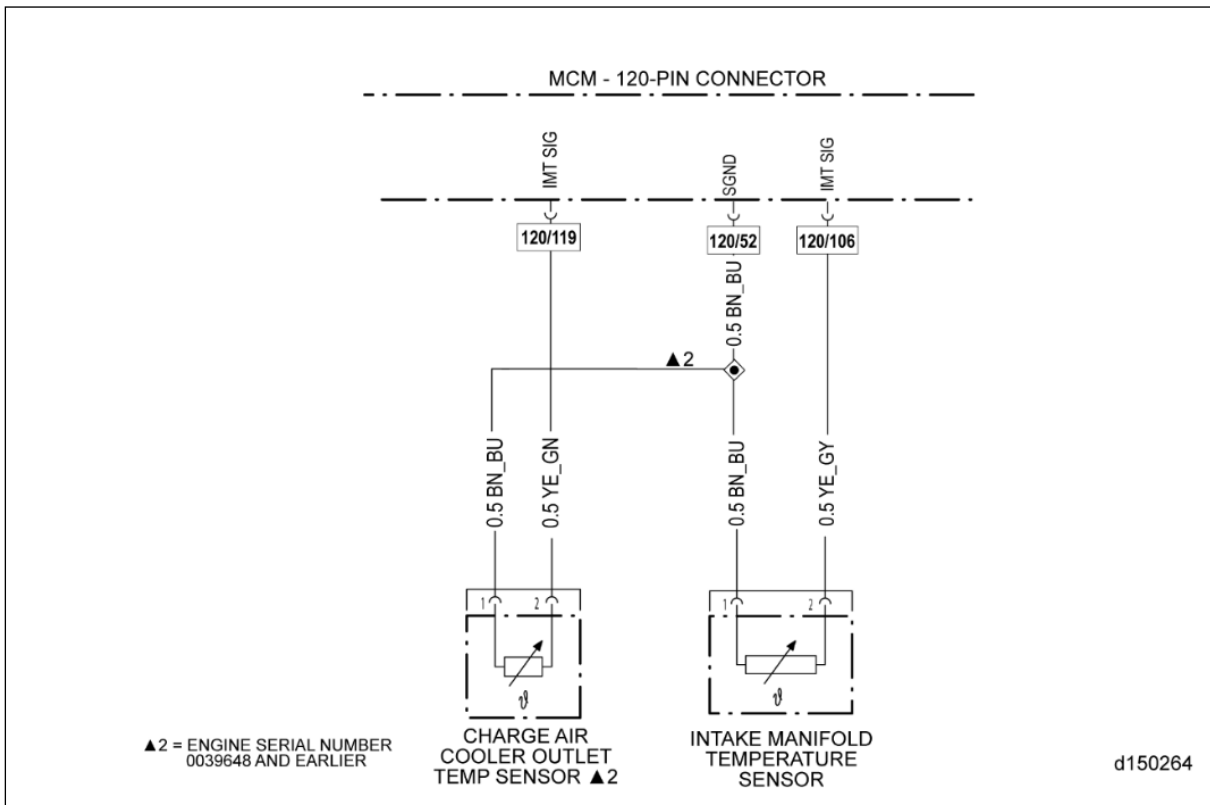 MCM - 120-PIN CONNECTOR
IMT SIG
SGND
IMT SIG
120/119
120/52
120/106
0.5 BN_BU
▲2
0.5 BN_BU
0.5 YE_GN
0.5 BN_BU
0.5 YE_GY
1
2
1
2
ϑ
ϑ
CHARGE AIR
COOLER OUTLET
TEMP SENSOR ▲2
INTAKE MANIFOLD
TEMPERATURE
SENSOR
▲2 = ENGINE SERIAL NUMBER
0039648 AND EARLIER
d150264